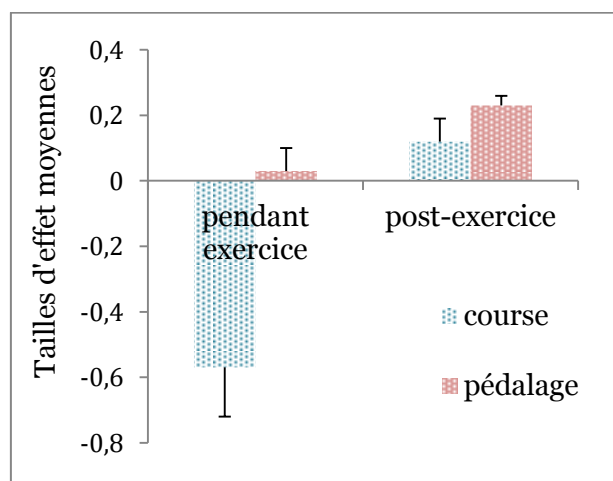 Tailles d'effet moyennes
0,4
0,2
0
-0,2
-0,4
-0,6
-0,8
pendant
exercice
post-exercice
course
pédalage